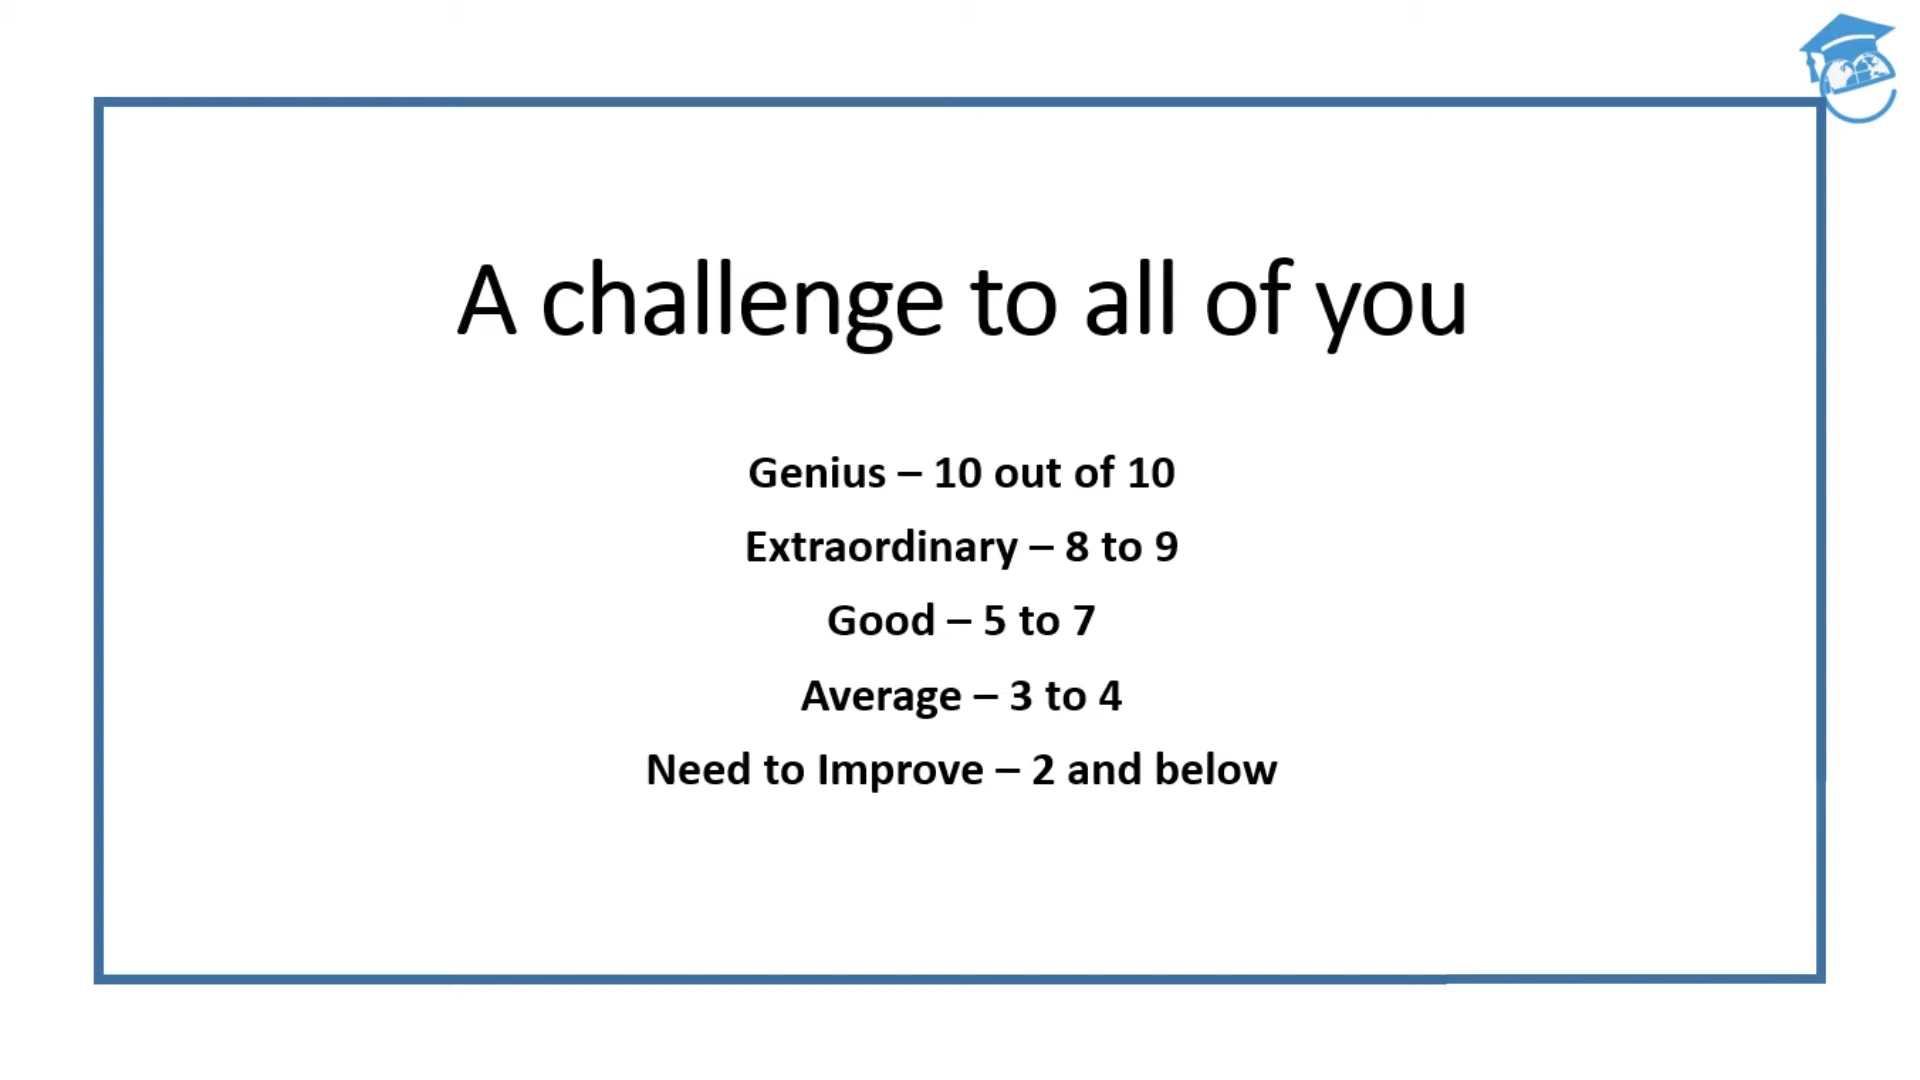 A challenge to all of you
Genius – 10 out of 10
Extraordinary – 8 to 9
Good – 5 to 7
Average – 3 to 4
Need to Improve – 2 and below